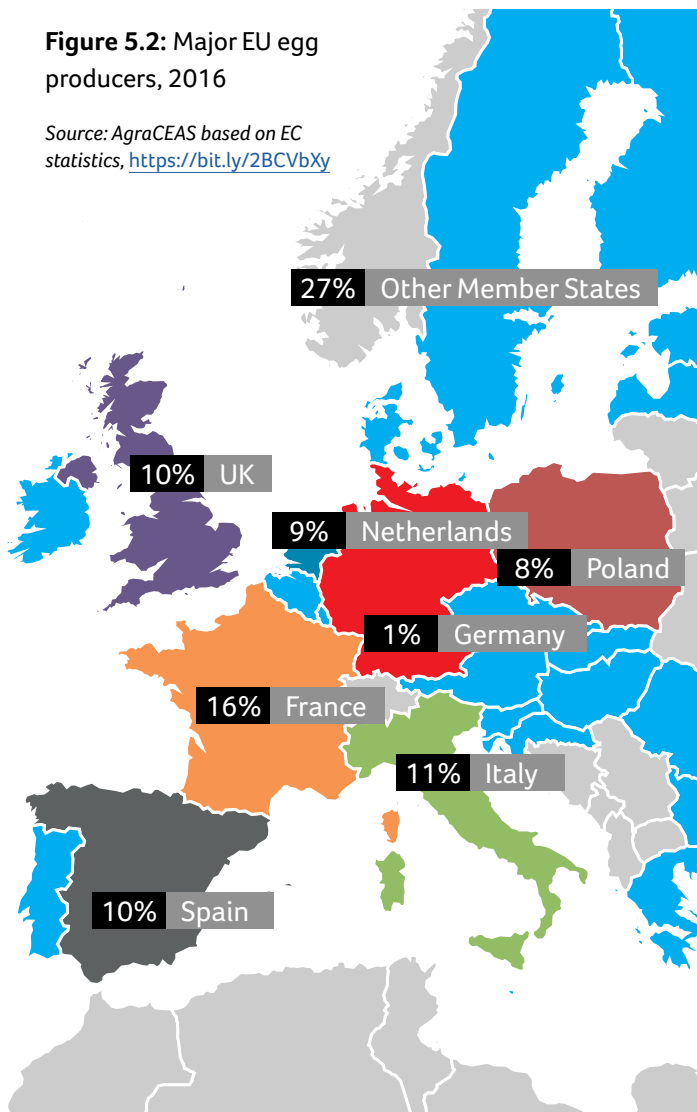 Figure 5.2: Major EU egg
producers, 2016
Source: AgraCEAS based on EC
statistics, https://bit.ly/2BCVbXy
27% Other Member States
10% UK
9% Netherlands
8% Poland
1% Germany
16% France
11% Italy
10% Spain